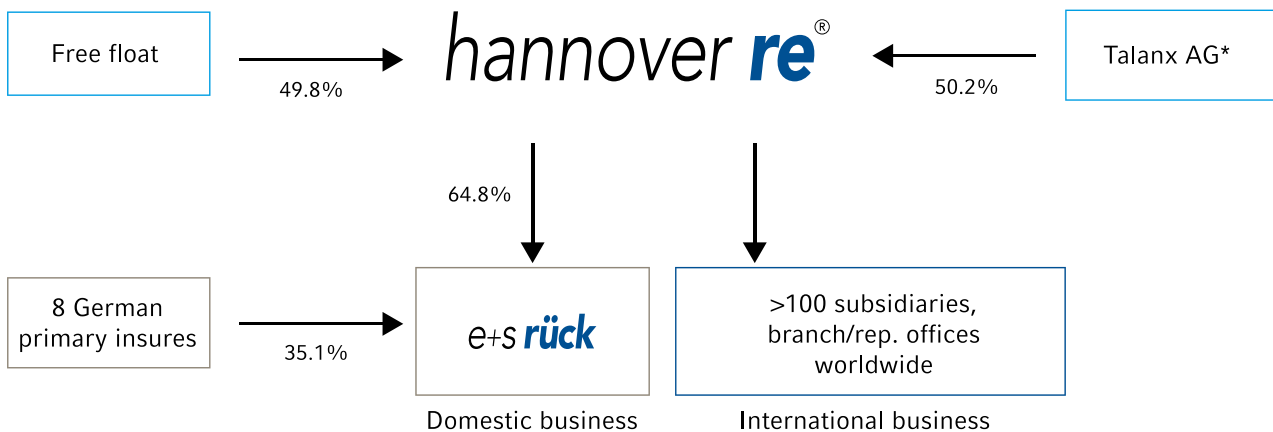 Free float
49.8%
hannover re®
50.2%
Talanx AG*
64.8%
8 German
primary insures
35.1%
e+s rück
>100 subsidiaries,
branch/rep. offices
worldwide
Domestic business
International business